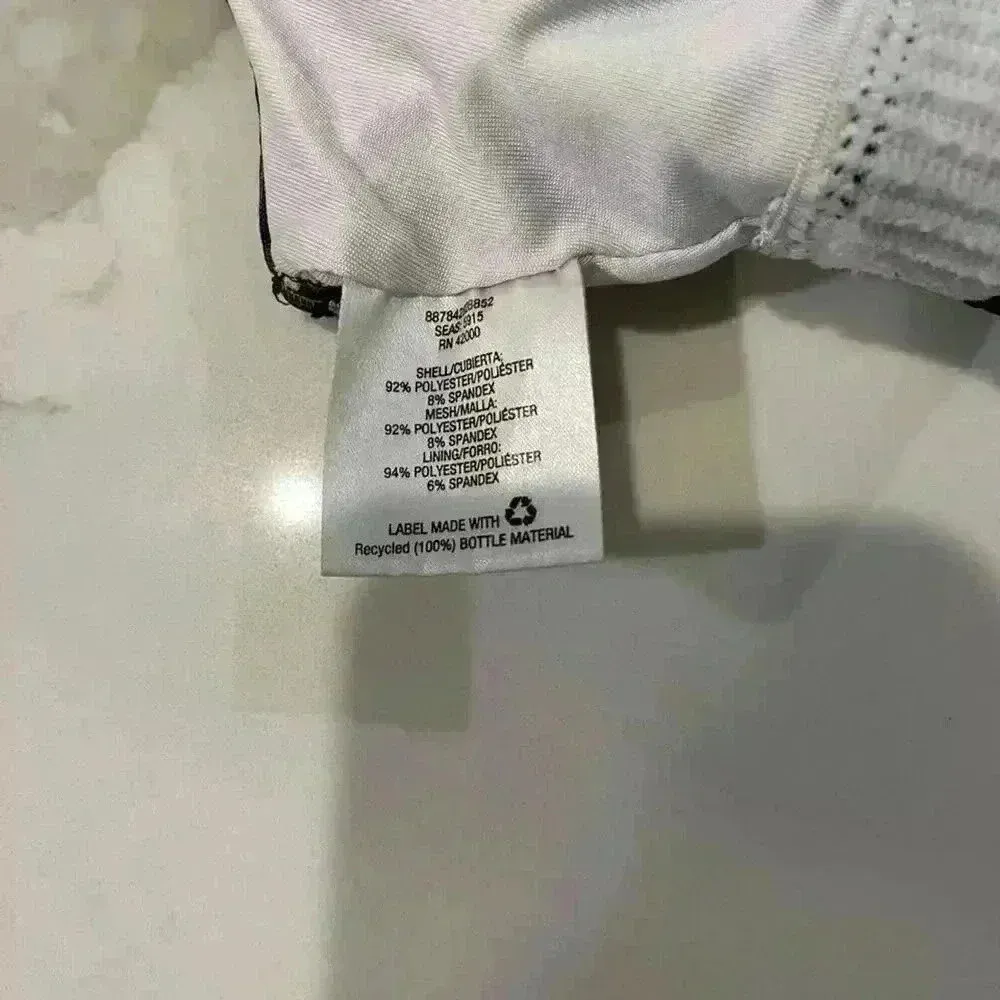 RN 42000
SHELL/CUBIERTA:
92% POLYESTER/POLIÉSTER
8% SPANDEX
MESH/MALLA:
92% POLYESTER/POLIÉSTER
8% SPANDEX
LINING/FORRO:
94% POLYESTER/POLIÉSTER
6% SPANDEX
LABEL MADE WITH
Recycled (100%) BOTTLE MATERIAL